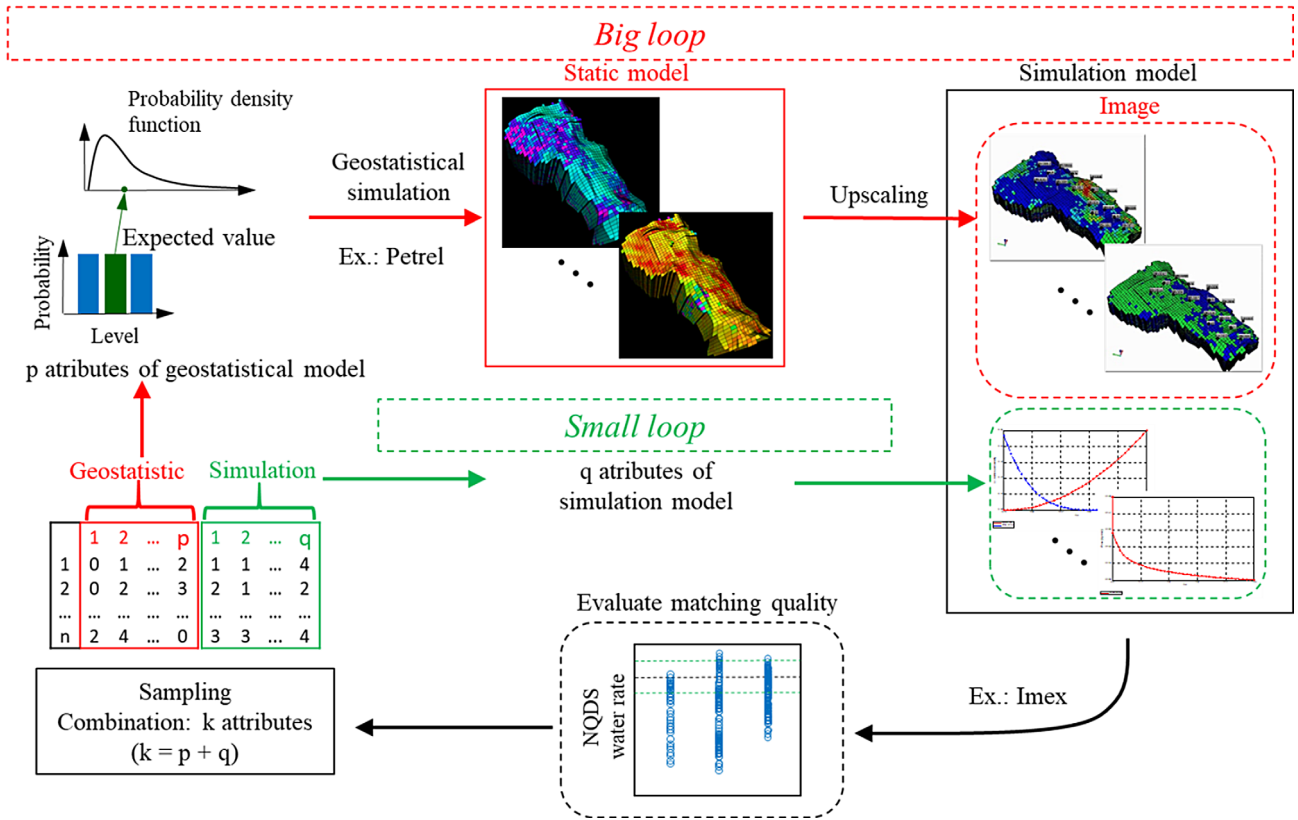 Big loop
Static model
Simulation model
Probability density
function
Image
Geostatistical
simulation
Upscaling
Expected value
Ex.: Petrel
Probability
Level
p atributes of geostatistical model
Small loop
Geostatistic
Simulation
q atributes of
simulation model
1 2 ... p 1 2 ... q
1 0 1 ... 2 1 1 ... 4
2 0 2 ... 3 2 1 ... 2
... ... ... ... ... ... ... ... ...
n 2 4 ... 0 3 3 ... 4
Evaluate matching quality
NQDS
water rate
Ex.: Imex
Sampling
Combination: k attributes
(k = p + q)